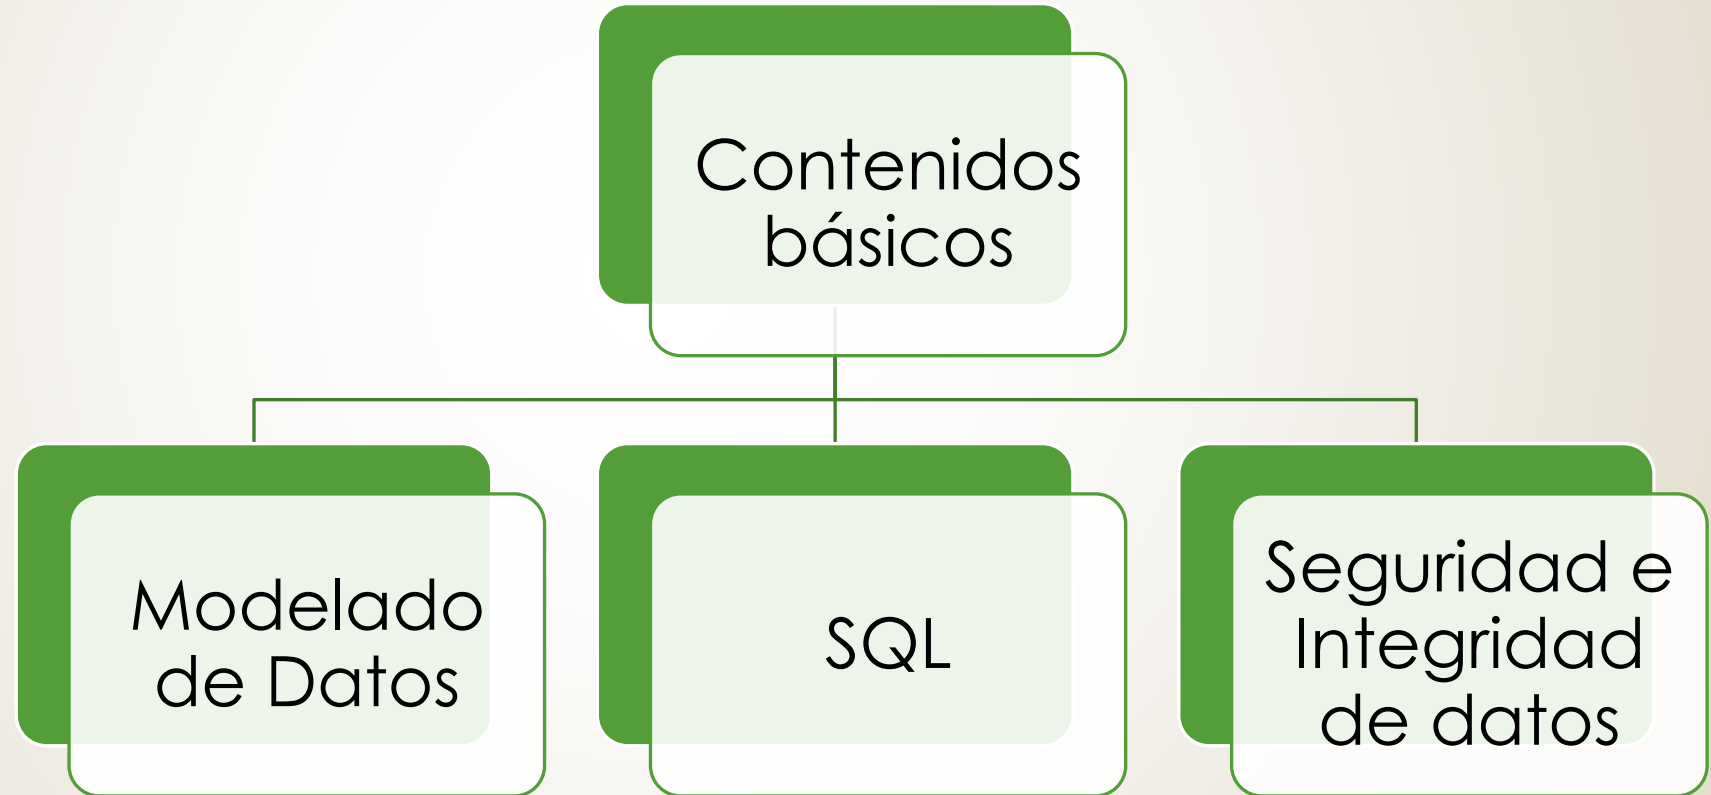 Contenidos
básicos
Modelado
de Datos
SQL
Seguridad e
Integridad
de datos